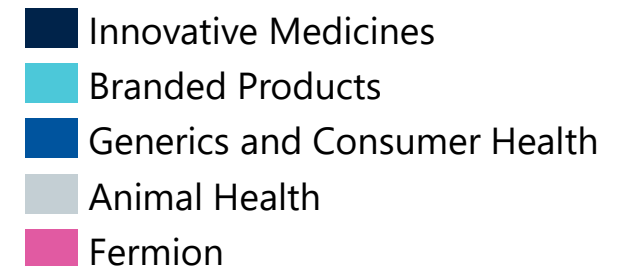 Innovative Medicines
Branded Products
Generics and Consumer Health
Animal Health
Fermion